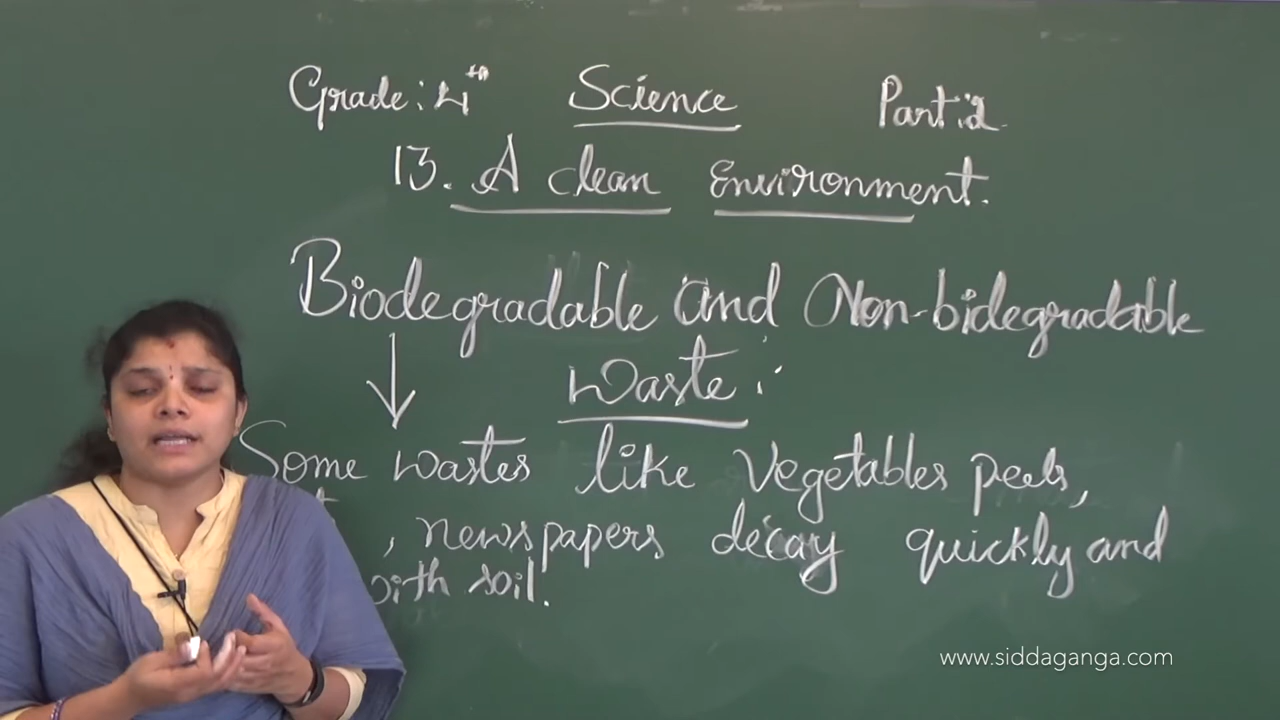 Grade: 4th Science Part: 2
13. A clean Environment.
Biodegradable and Non-bidegradable
Waste:
Some wastes like vegetables peels,
, newspapers decay quickly and
with soil.
www.siddaganga.com